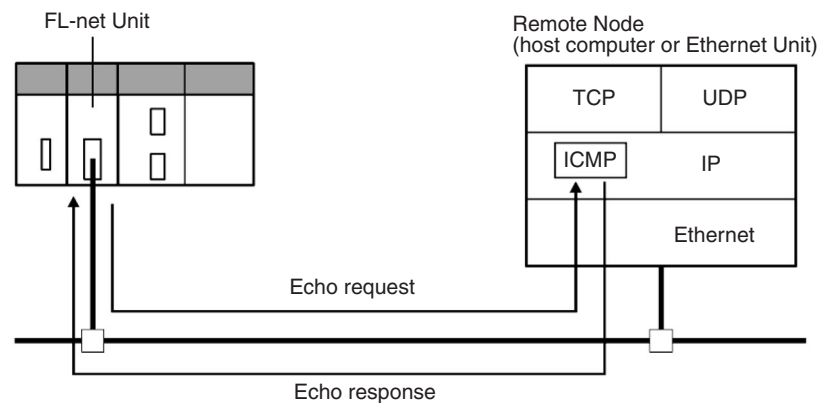 FL-net Unit
Remote Node
(host computer or Ethernet Unit)
TCP
UDP
ICMP
IP
Ethernet
Echo request
Echo response